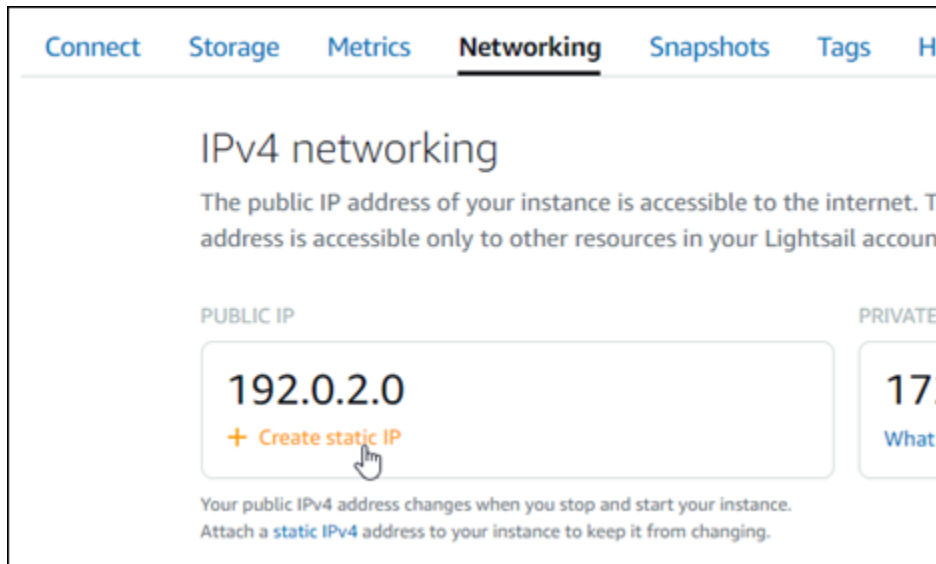 Connect Storage Metrics Networking Snapshots Tags H
IPv4 networking
The public IP address of your instance is accessible to the internet. T
address is accessible only to other resources in your Lightsail accoun
PUBLIC IP PRIVATE
192.0.2.0 17.
+ Create static IP What
Your public IPv4 address changes when you stop and start your instance.
Attach a static IPv4 address to your instance to keep it from changing.